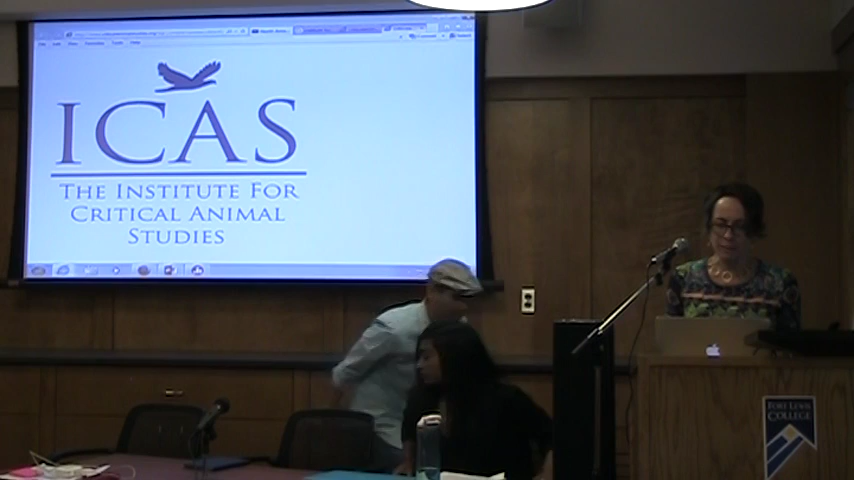 ICAS
THE INSTITUTE FOR
CRITICAL ANIMAL
STUDIES
FORT LEWIS
COLLEGE